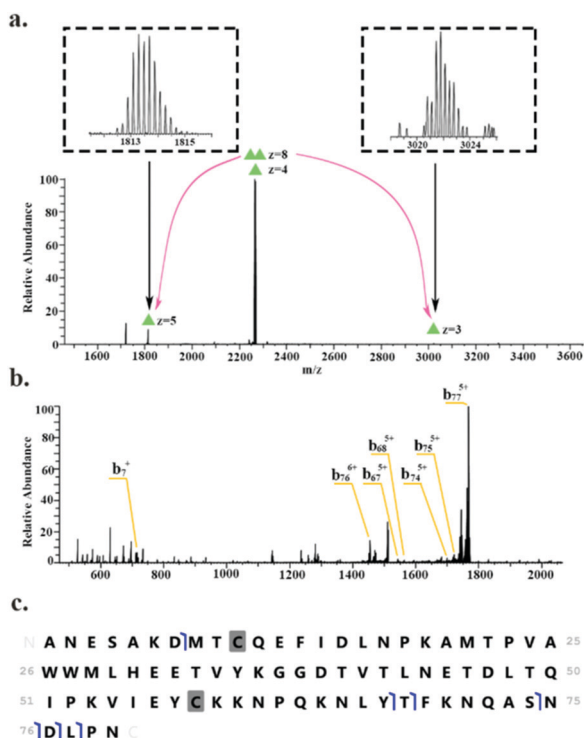 a.
1813 1815
3020 3024
z=8
z=4
z=5
z=3
100
80
60
40
20
0
Relative Abundance
1600 1800 2000 2200 2400 2600 2800 3000 3200 3400 3600
m/z
b.
100
80
60
40
20
0
Relative Abundance
b7+
b76 6+
b68 5+
b67 5+
b75 5+
b74 5+
b77 5+
600 800 1000 1200 1400 1600 1800 2000
c.
N A N E S A K D M T C Q E F I D L N P K A M T P V A 25
26 W W M L H E E T V Y K G G D T V T L N E T D L T Q 50
51 I P K V I E Y C K K N P Q K N L Y T F K N Q A S N 75
76 D L P N C